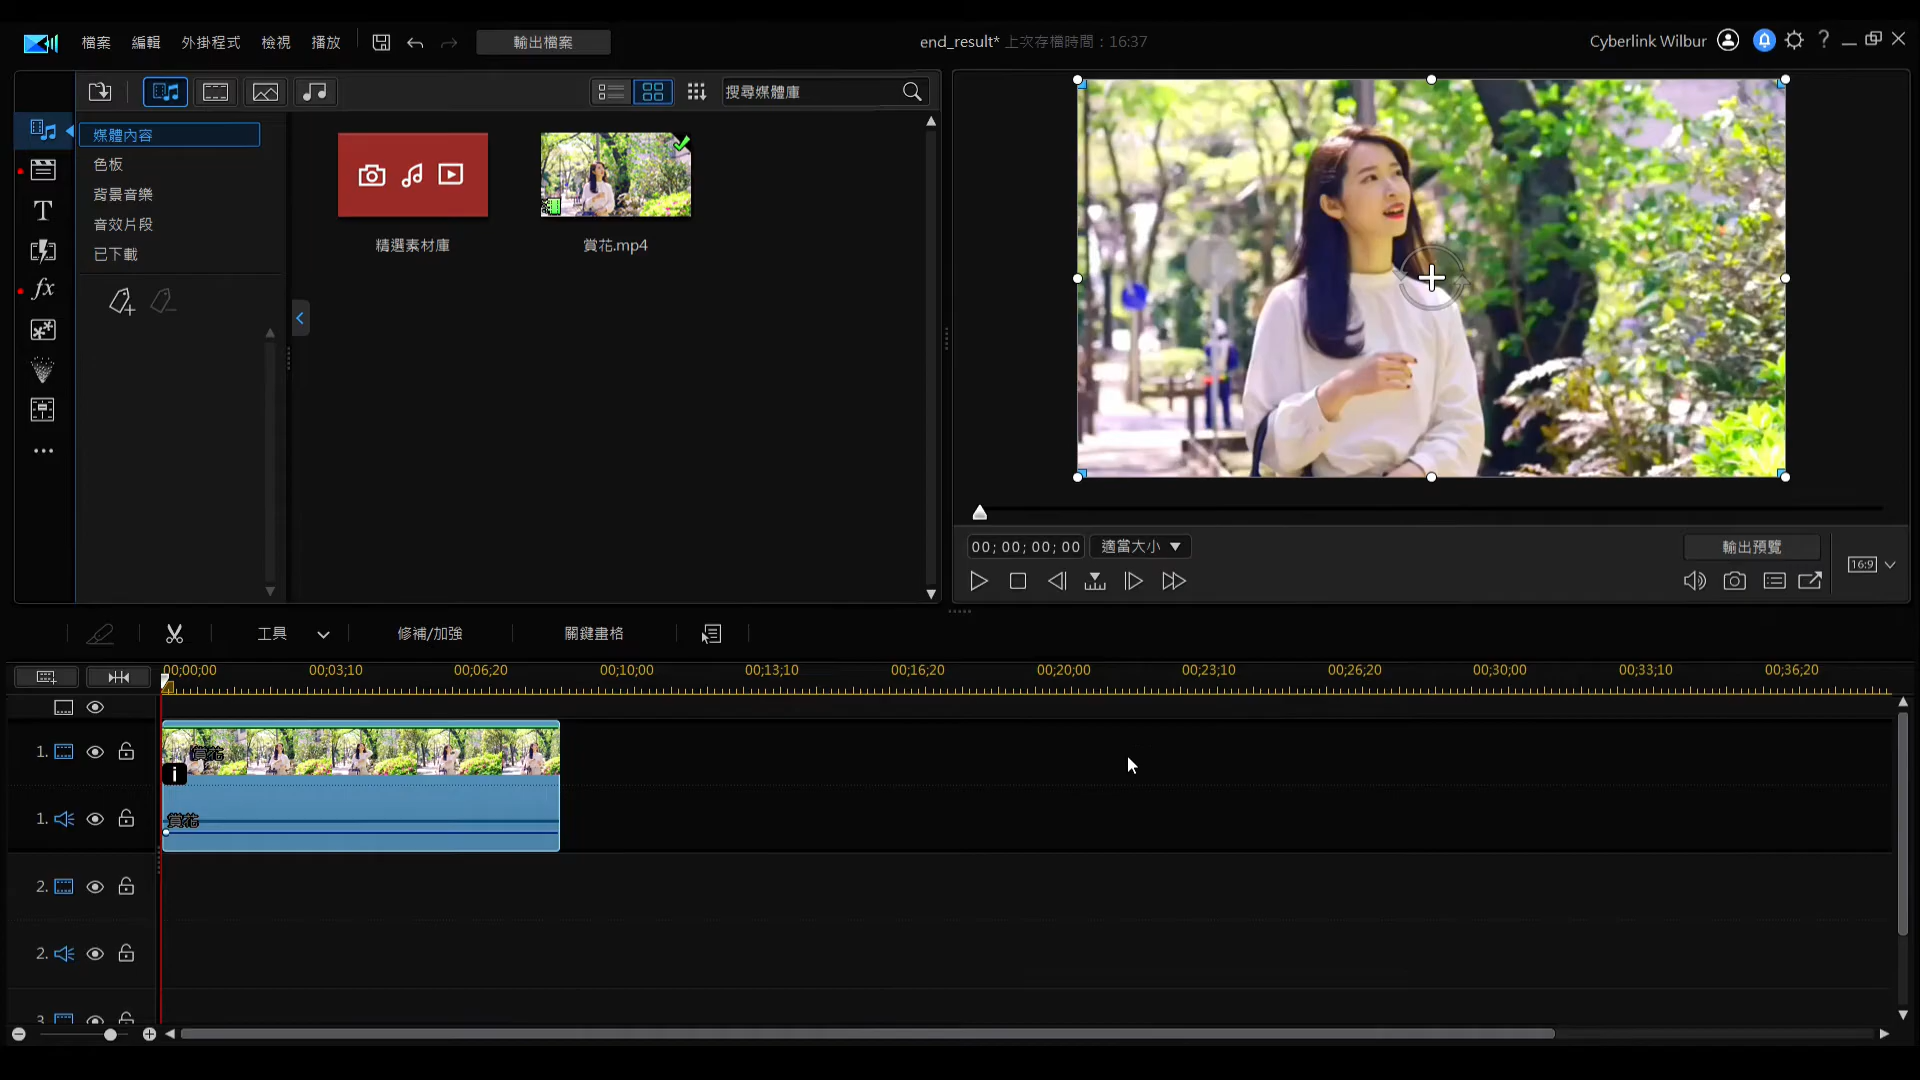 檔案 編輯 外掛程式 檢視 播放 輸出檔案 end_result* 上次存檔時間：16:37 Cyberlink Wilbur ?
搜尋媒體庫
媒體內容
色板
背景音樂
音效片段
已下載
精選素材庫 賞花.mp4
T
fx
00;00;00;00 適當大小 輸出預覽
16:9
工具 修補/加強 關鍵畫格
00;00;00 00;03;10 00;06;20 00;10;00 00;13;10 00;16;20 00;20;00 00;23;10 00;26;20 00;30;00 00;33;10 00;36;20
1. 賞花
i
1. 賞花
2.
2.
3.